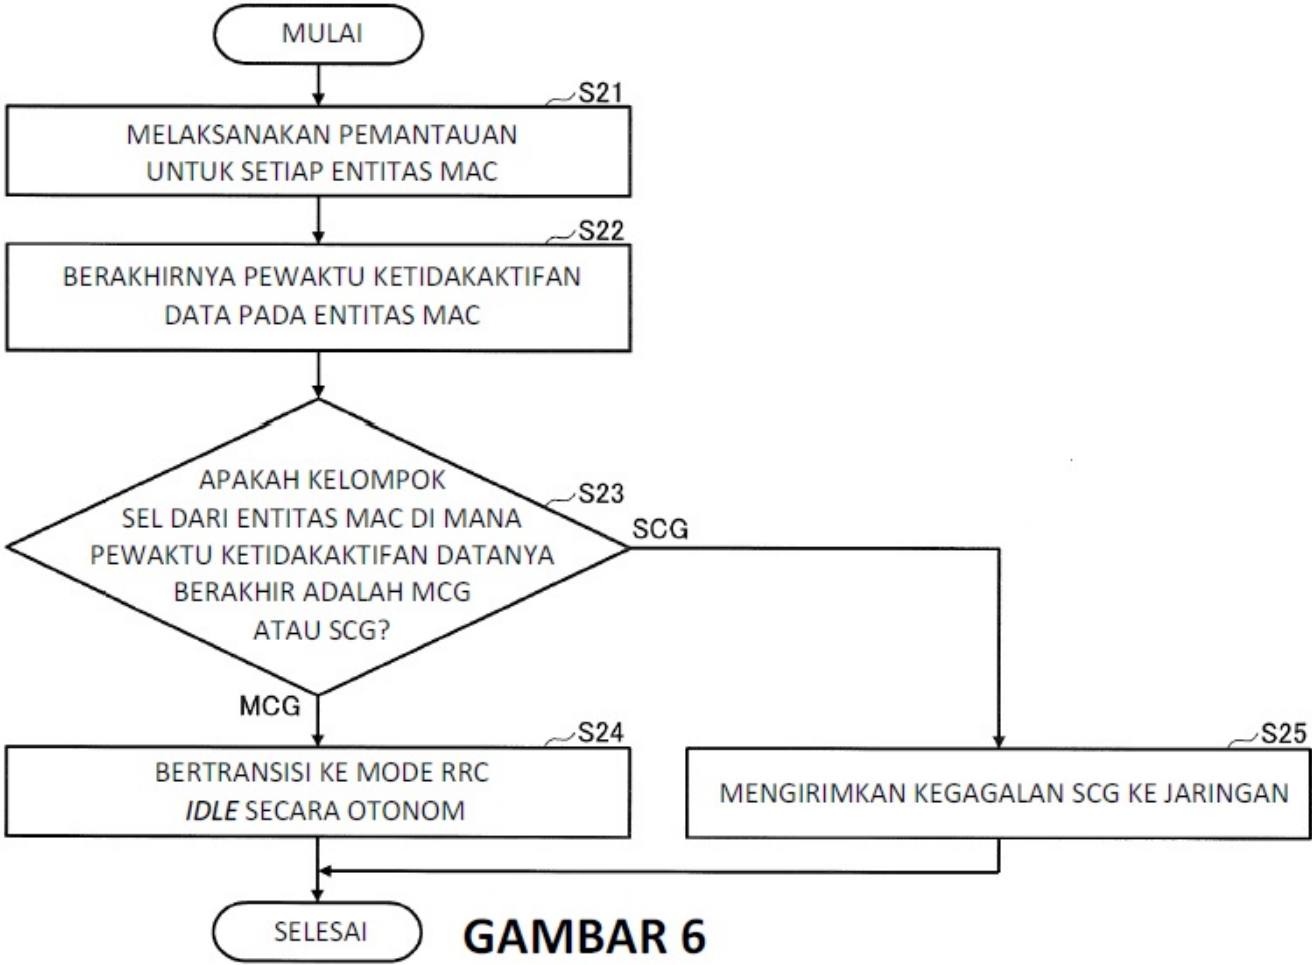 MULAI
S21
MELAKSANAKAN PEMANTAUAN
UNTUK SETIAP ENTITAS MAC
S22
BERAKHIRNYA PEWAKTU KETIDAKAKTIFAN
DATA PADA ENTITAS MAC
S23
APAKAH KELOMPOK
SEL DARI ENTITAS MAC DI MANA
PEWAKTU KETIDAKAKTIFAN DATANYA
BERAKHIR ADALAH MCG
ATAU SCG?
SCG
MCG
S24
BERTRANSISI KE MODE RRC
IDLE SECARA OTONOM
S25
MENGIRIMKAN KEGAGALAN SCG KE JARINGAN
SELESAI
GAMBAR 6